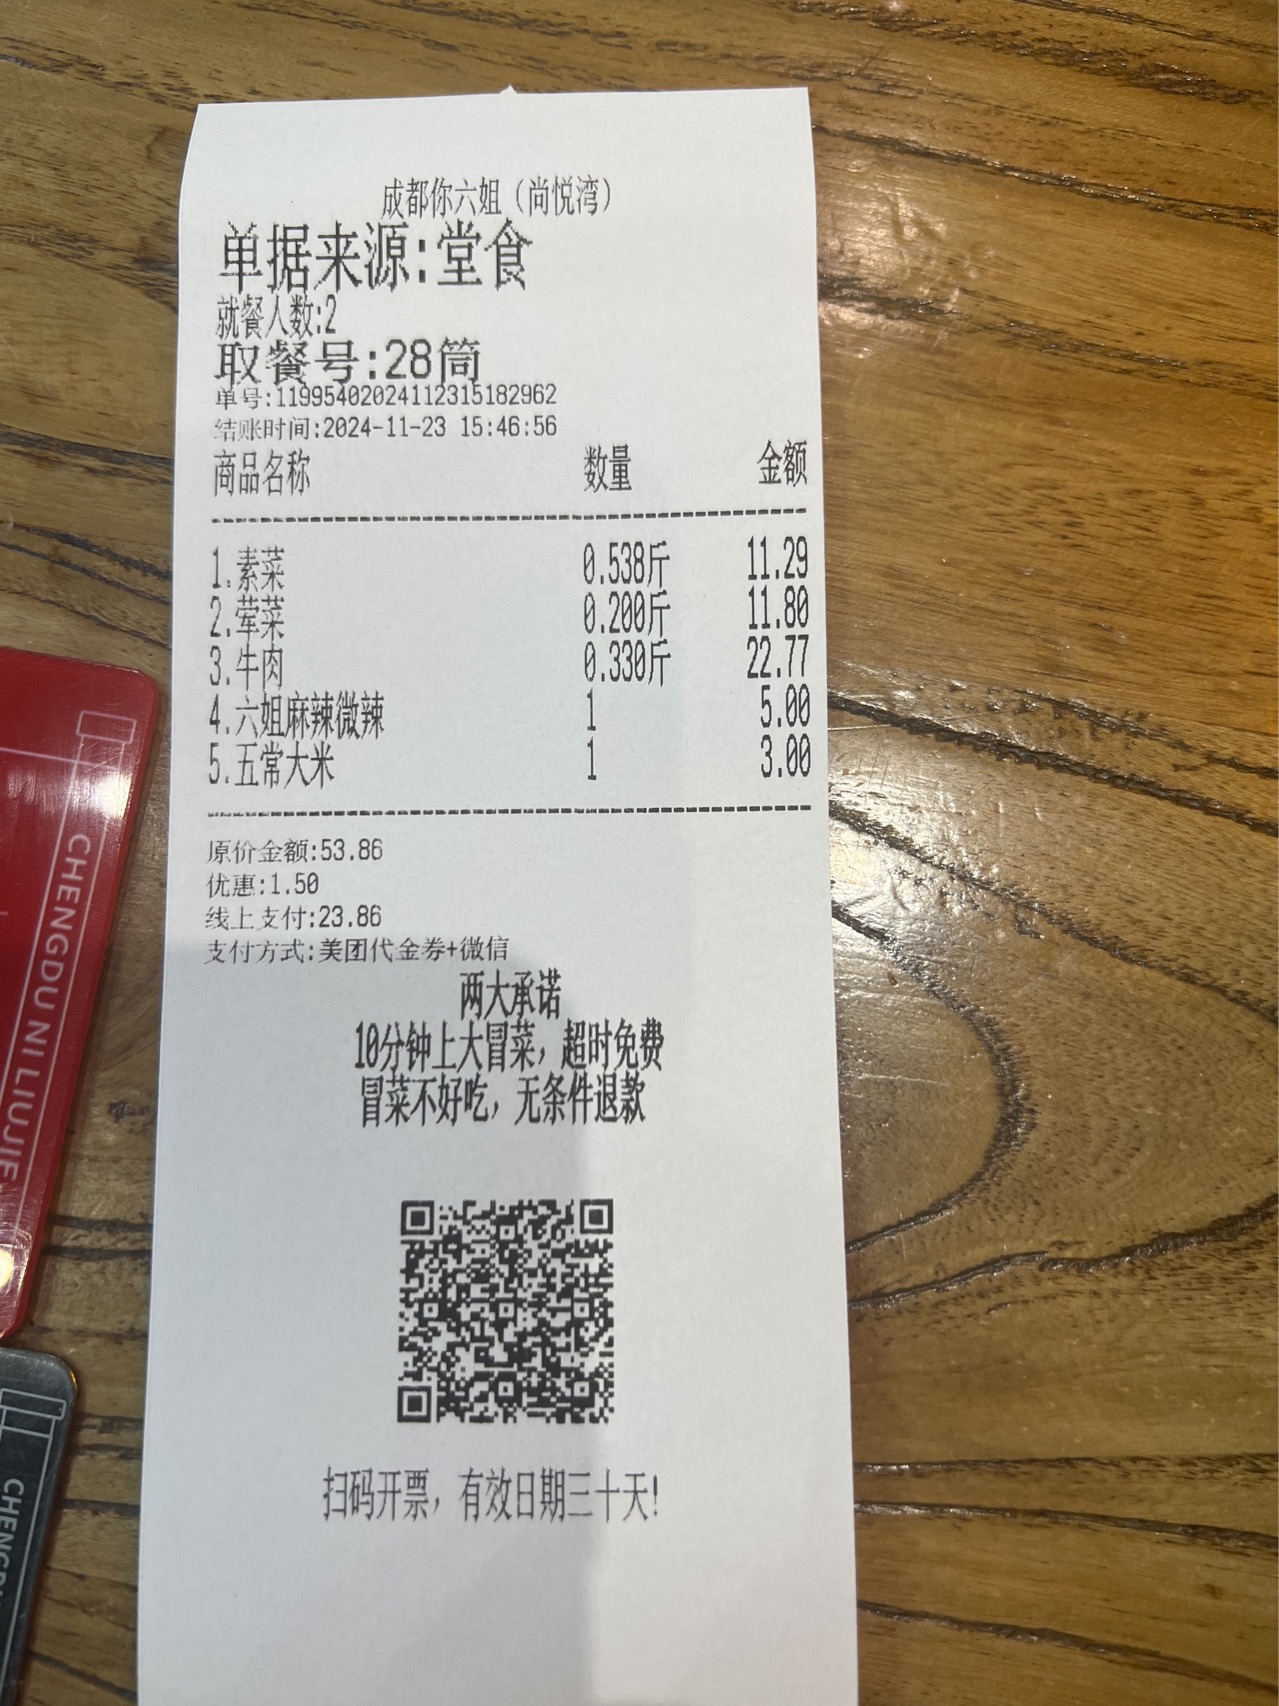 成都你六姐（尚悦湾）
单据来源:堂食
就餐人数:2
取餐号:28筒
单号:11995402024112315182962
结账时间:2024-11-23 15:46:56
商品名称 数量 金额
1.素菜 0.538斤 11.29
2.荤菜 0.200斤 11.80
3.牛肉 0.330斤 22.77
4.六姐麻辣微辣 1 5.00
5.五常大米 1 3.00
原价金额:53.86
优惠:1.50
线上支付:23.86
支付方式:美团代金券+微信
两大承诺
10分钟上大冒菜，超时免费
冒菜不好吃，无条件退款
扫码开票，有效日期三十天!
CHENGDU NI LIUJIE